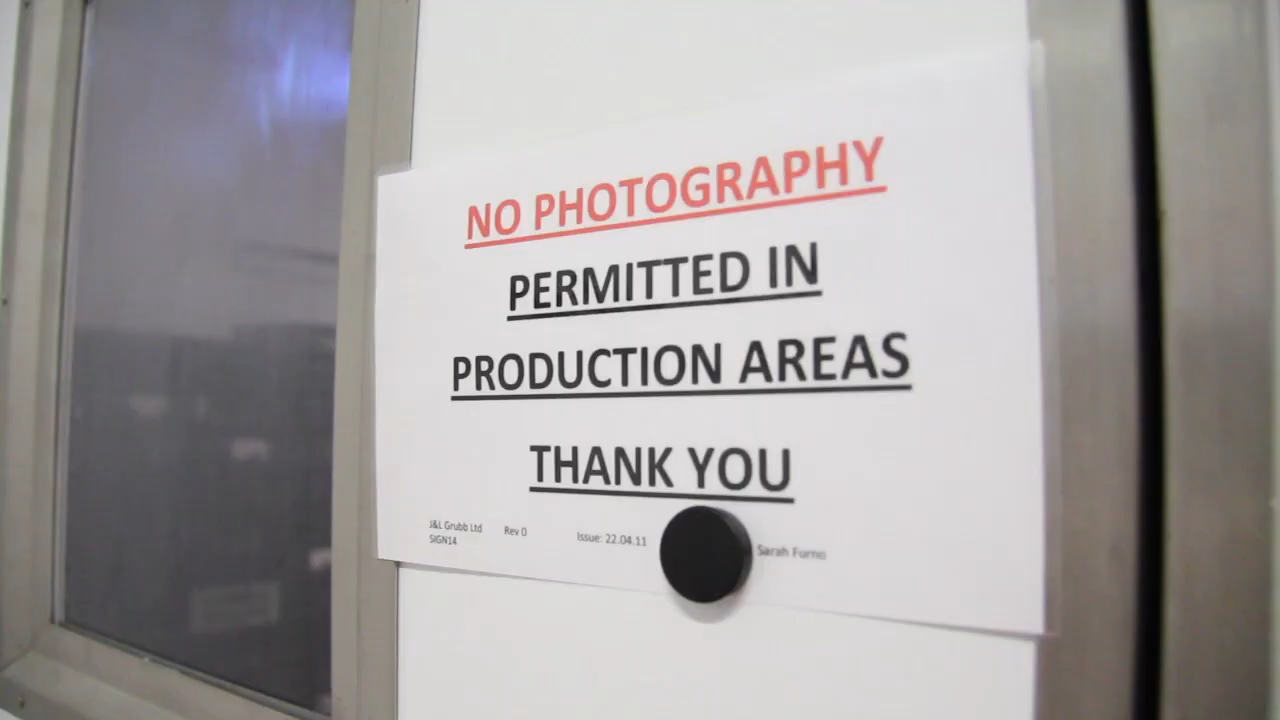 NO PHOTOGRAPHY
PERMITTED IN
PRODUCTION AREAS
THANK YOU
J&L Grubb Ltd Rev 0 Issue: 22.04.11 Sarah Furno
SIGN14